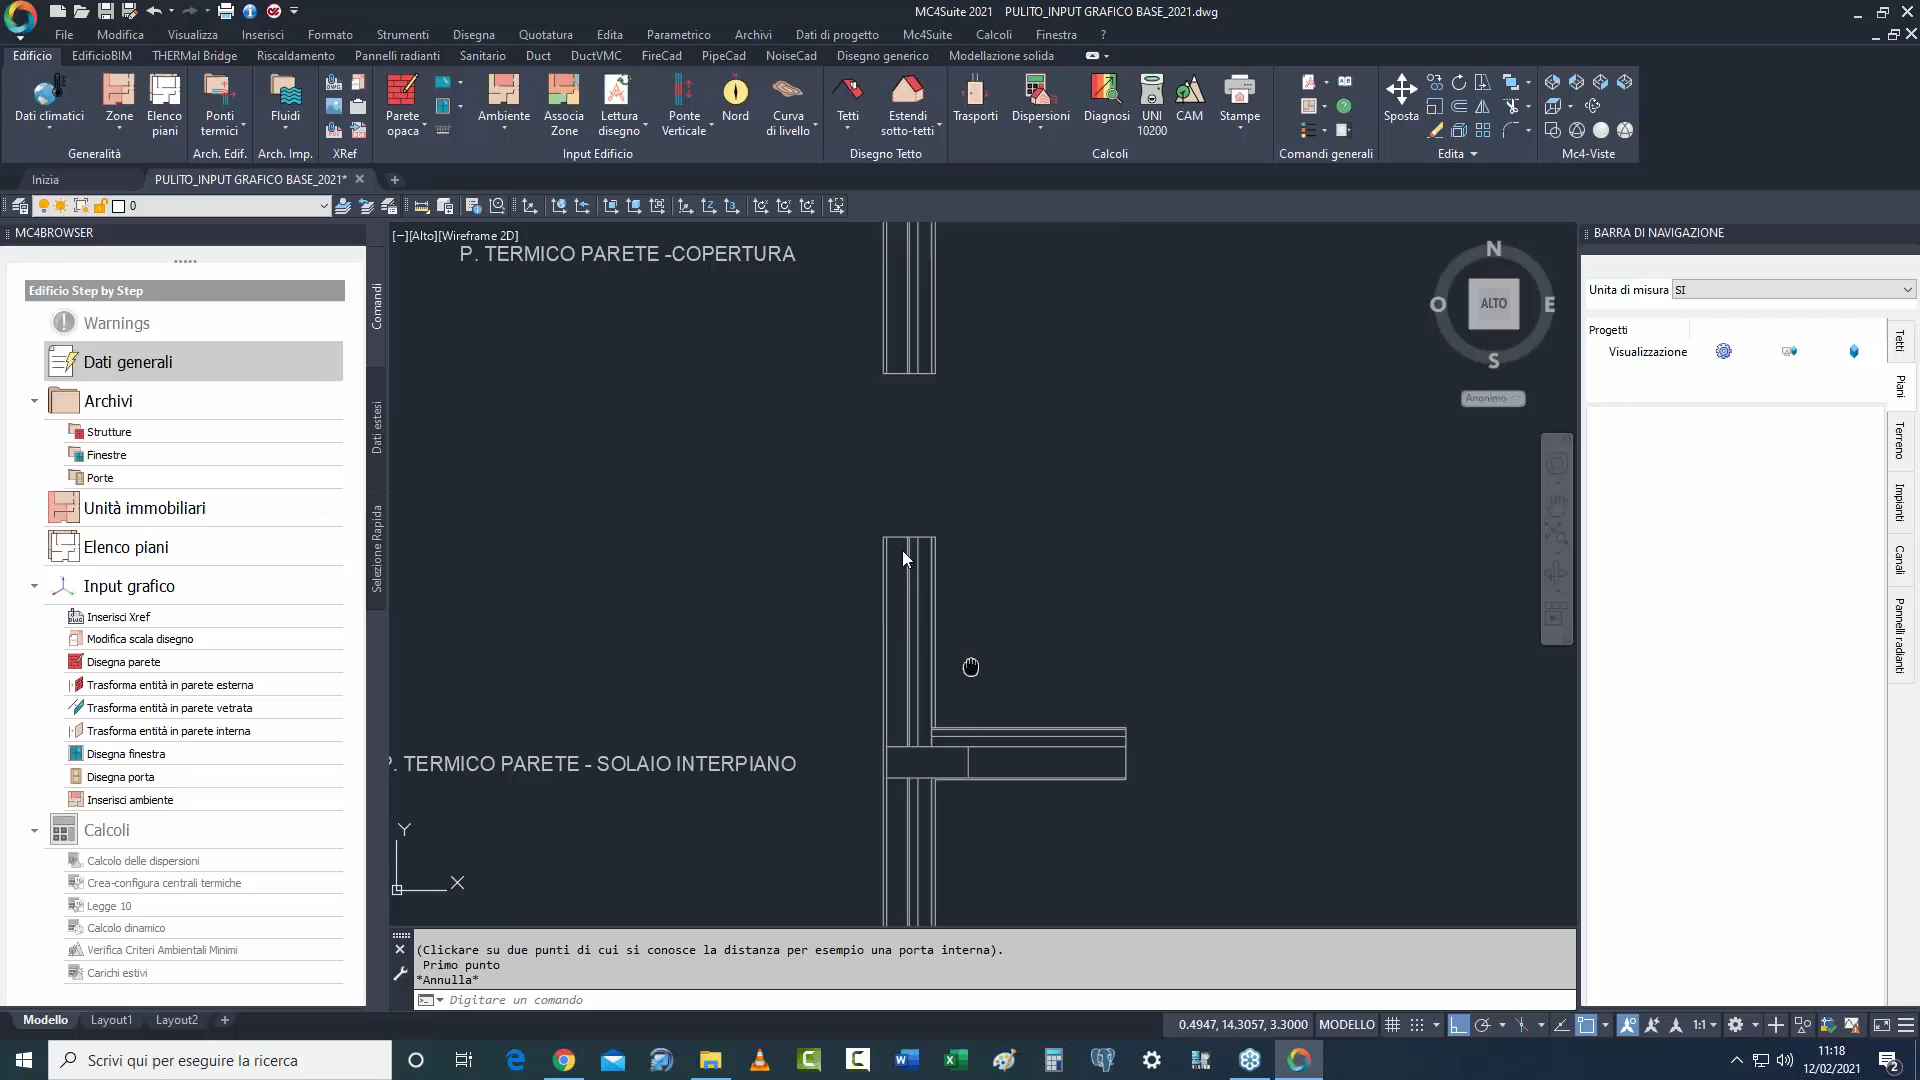 MC4Suite 2021 PULITO_INPUT GRAFICO BASE_2021.dwg
File Modifica Visualizza Inserisci Formato Strumenti Disegna Quotatura Edita Parametrico Archivi Dati di progetto Mc4Suite Calcoli Finestra ?
Edificio EdificioBIM THERMal Bridge Riscaldamento Pannelli radianti Sanitario Duct DuctVMC FireCad PipeCad NoiseCad Disegno generico Modellazione solida
Dati climatici Zone Elenco piani Ponti termici Fluidi Parete opaca Ambiente Associa Zone Lettura disegno Ponte Verticale Nord Curva di livello Tetti Estendi sotto-tetti Trasporti Dispersioni Diagnosi UNI 10200 CAM Stampe Sposta
Generalità Arch. Edif. Arch. Imp. XRef Input Edificio Disegno Tetto Calcoli Comandi generali Edita Mc4-Viste
Inizia PULITO_INPUT GRAFICO BASE_2021*
0
MC4BROWSER
[−][Alto][Wireframe 2D]
BARRA DI NAVIGAZIONE
P. TERMICO PARETE -COPERTURA
N
O ALTO E
S
Anonimo
Unita di misura SI
Progetti
Visualizzazione
Tetti
Piani
Terreno
Impianti
Canali
Pannelli radianti
Edificio Step by Step
Warnings
Dati generali
Archivi
Strutture
Finestre
Porte
Unità immobiliari
Elenco piani
Input grafico
Inserisci Xref
Modifica scala disegno
Disegna parete
Trasforma entità in parete esterna
Trasforma entità in parete vetrata
Trasforma entità in parete interna
Disegna finestra
Disegna porta
Inserisci ambiente
Calcoli
Calcolo delle dispersioni
Crea-configura centrali termiche
Legge 10
Calcolo dinamico
Verifica Criteri Ambientali Minimi
Carichi estivi
Comandi
Dati estesi
Selezione Rapida
P. TERMICO PARETE - SOLAIO INTERPIANO
Y
X
(Clickare su due punti di cui si conosce la distanza per esempio una porta interna).
Primo punto
*Annulla*
Digitare un comando
Modello Layout1 Layout2
0.4947, 14.3057, 3.3000 MODELLO 1:1
Scrivi qui per eseguire la ricerca
11:18
12/02/2021
2